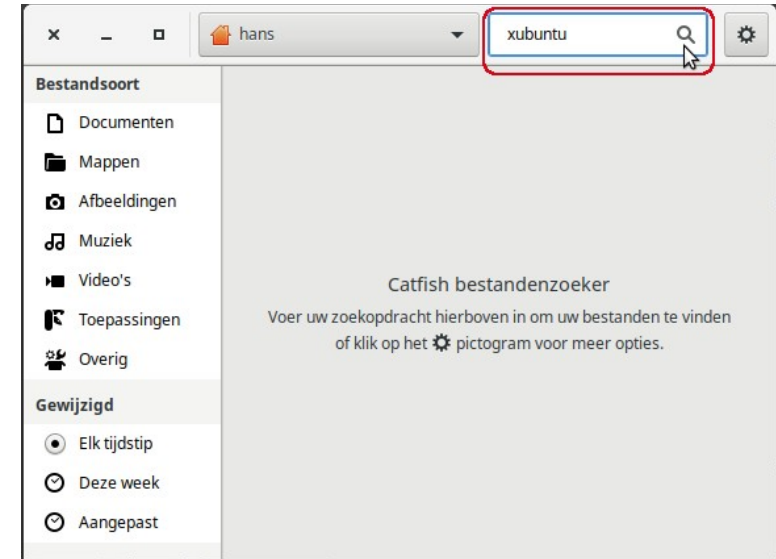 hans
xubuntu
Bestandsoort
Documenten
Mappen
Afbeeldingen
Muziek
Video's
Toepassingen
Overig
Gewijzigd
Elk tijdstip
Deze week
Aangepast
Catfish bestandenzoeker
Voer uw zoekopdracht hierboven in om uw bestanden te vinden
of klik op het pictogram voor meer opties.